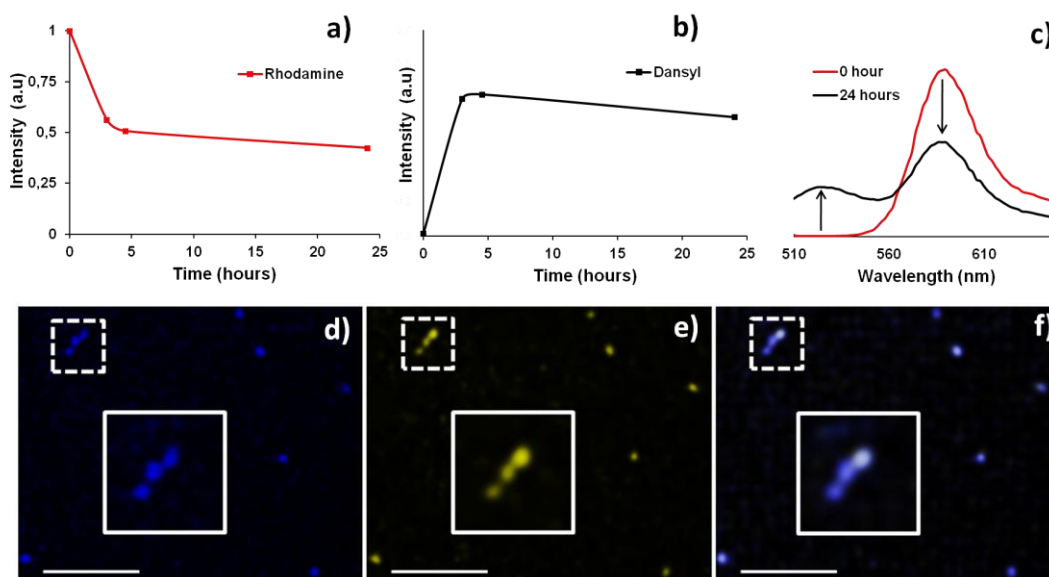 a)
Rhodamine
Intensity (a.u)
1
0,75
0,5
0,25
0
0 5 10 15 20 25
Time (hours)
b)
Dansyl
Intensity (a.u)
0 5 10 15 20 25
Time (hours)
c)
0 hour
24 hours
510 560 610
Wavelength (nm)
d)
e)
f)